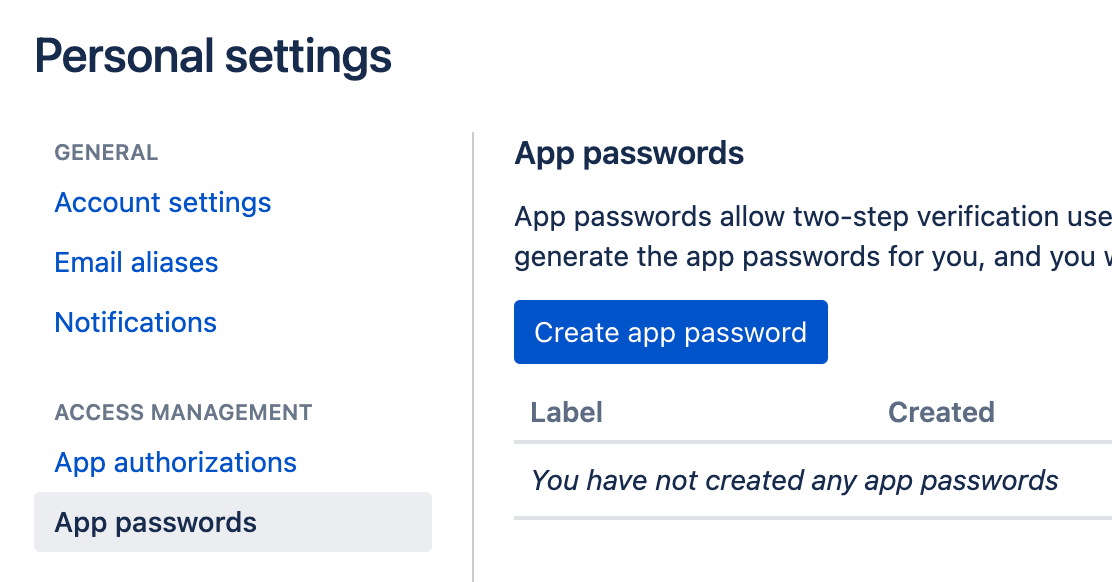 Personal settings
GENERAL
Account settings
Email aliases
Notifications
ACCESS MANAGEMENT
App authorizations
App passwords
App passwords
App passwords allow two-step verification use
generate the app passwords for you, and you
Create app password
Label Created
You have not created any app passwords